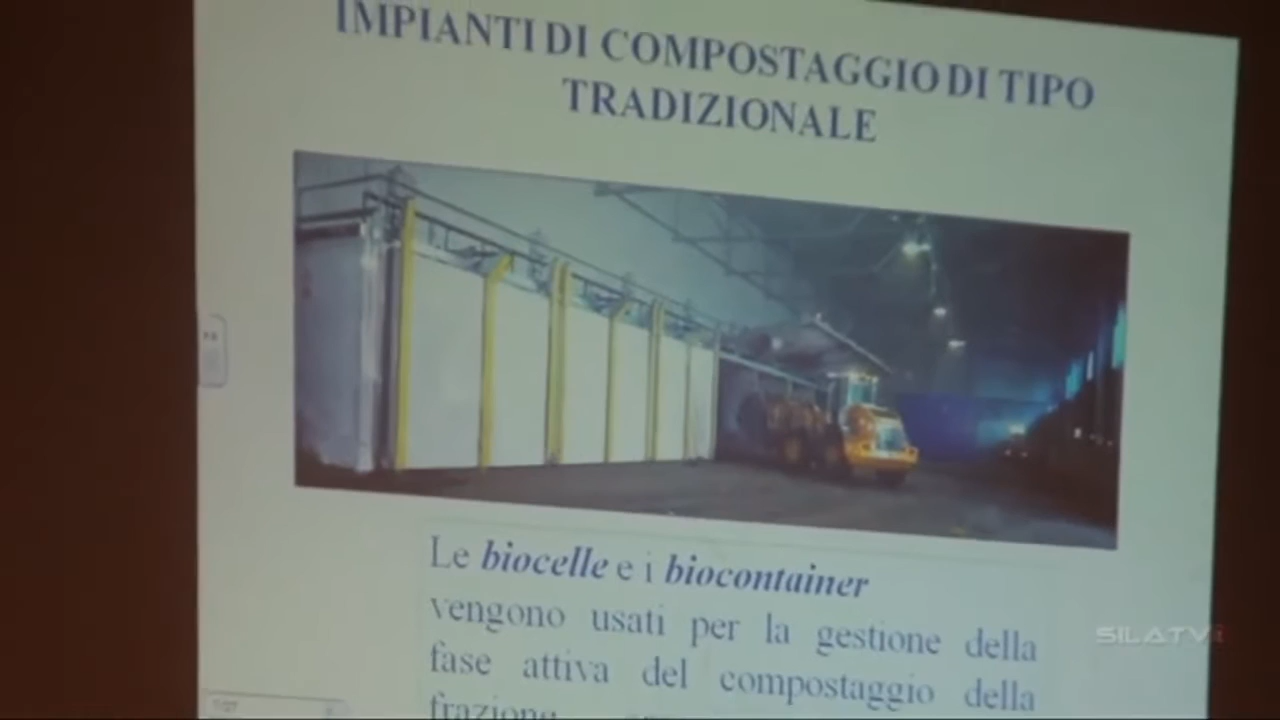 IMPIANTI DI COMPOSTAGGIO DI TIPO
TRADIZIONALE
Le biocelle e i biocontainer
vengono usati per la gestione della
fase attiva del compostaggio della
frazione
SILATV